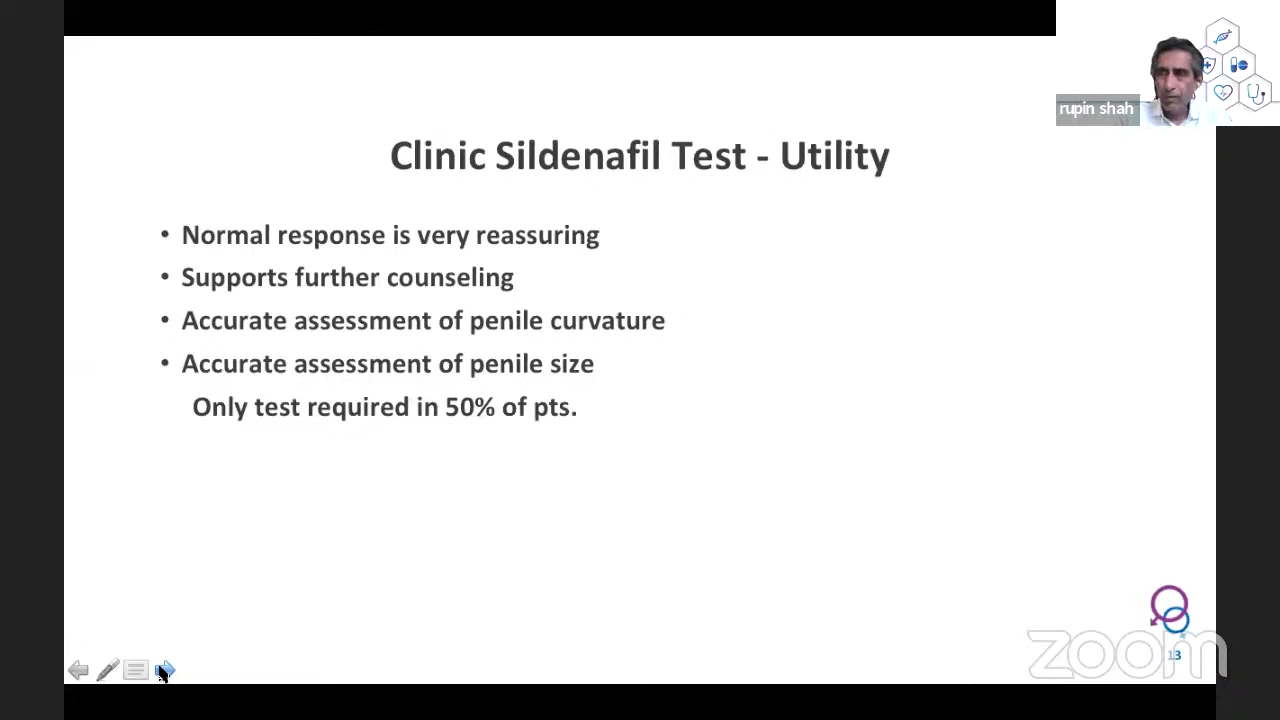 rupin shah
Clinic Sildenafil Test - Utility
• Normal response is very reassuring
• Supports further counseling
• Accurate assessment of penile curvature
• Accurate assessment of penile size
Only test required in 50% of pts.
zoom
13